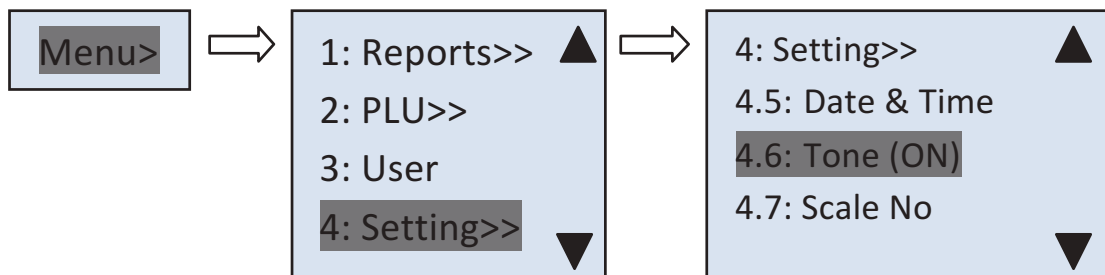 Menu>
1: Reports>>
2: PLU>>
3: User
4: Setting>>
4: Setting>>
4.5: Date & Time
4.6: Tone (ON)
4.7: Scale No